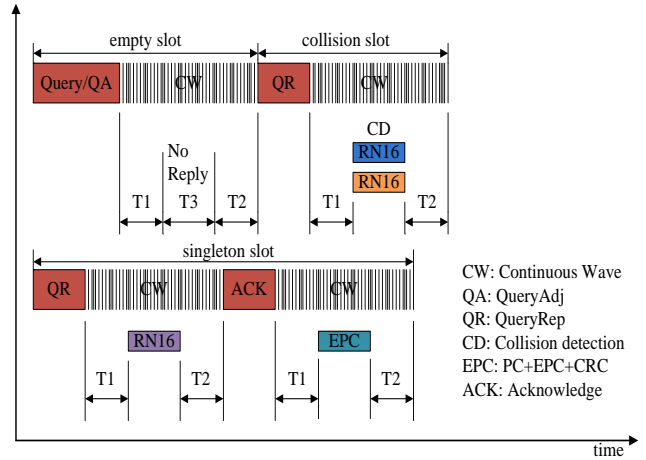 empty slot
collision slot
Query/QA
CW
QR
CW
CD
RN16
RN16
No
Reply
T1
T3
T2
T1
T2
singleton slot
QR
CW
ACK
CW
RN16
EPC
T1
T2
T1
T2
CW: Continuous Wave
QA: QueryAdj
QR: QueryRep
CD: Collision detection
EPC: PC+EPC+CRC
ACK: Acknowledge
time